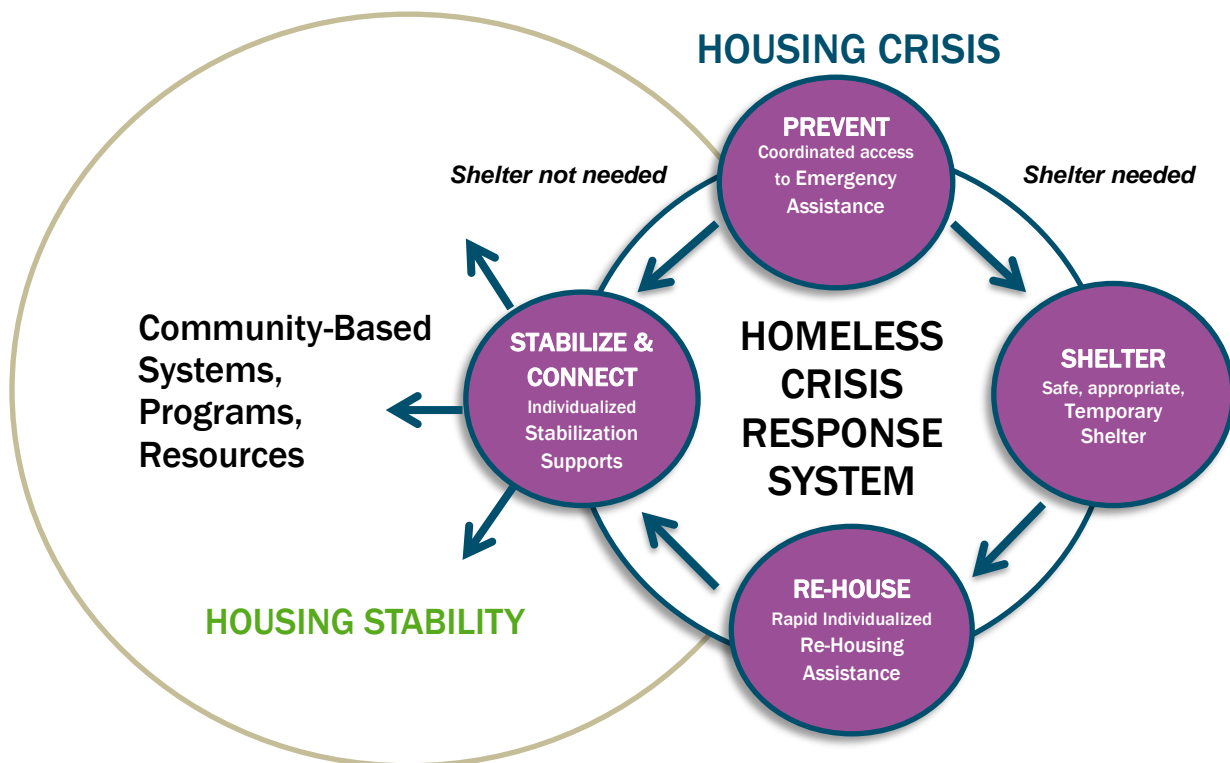 HOUSING CRISIS
PREVENT
Coordinated access
to Emergency
Assistance
Shelter not needed
Shelter needed
Community-Based
Systems,
Programs,
Resources
STABILIZE &
CONNECT
Individualized
Stabilization
Supports
HOMELESS
CRISIS
RESPONSE
SYSTEM
SHELTER
Safe, appropriate,
Temporary
Shelter
RE-HOUSE
Rapid Individualized
Re-Housing
Assistance
HOUSING STABILITY